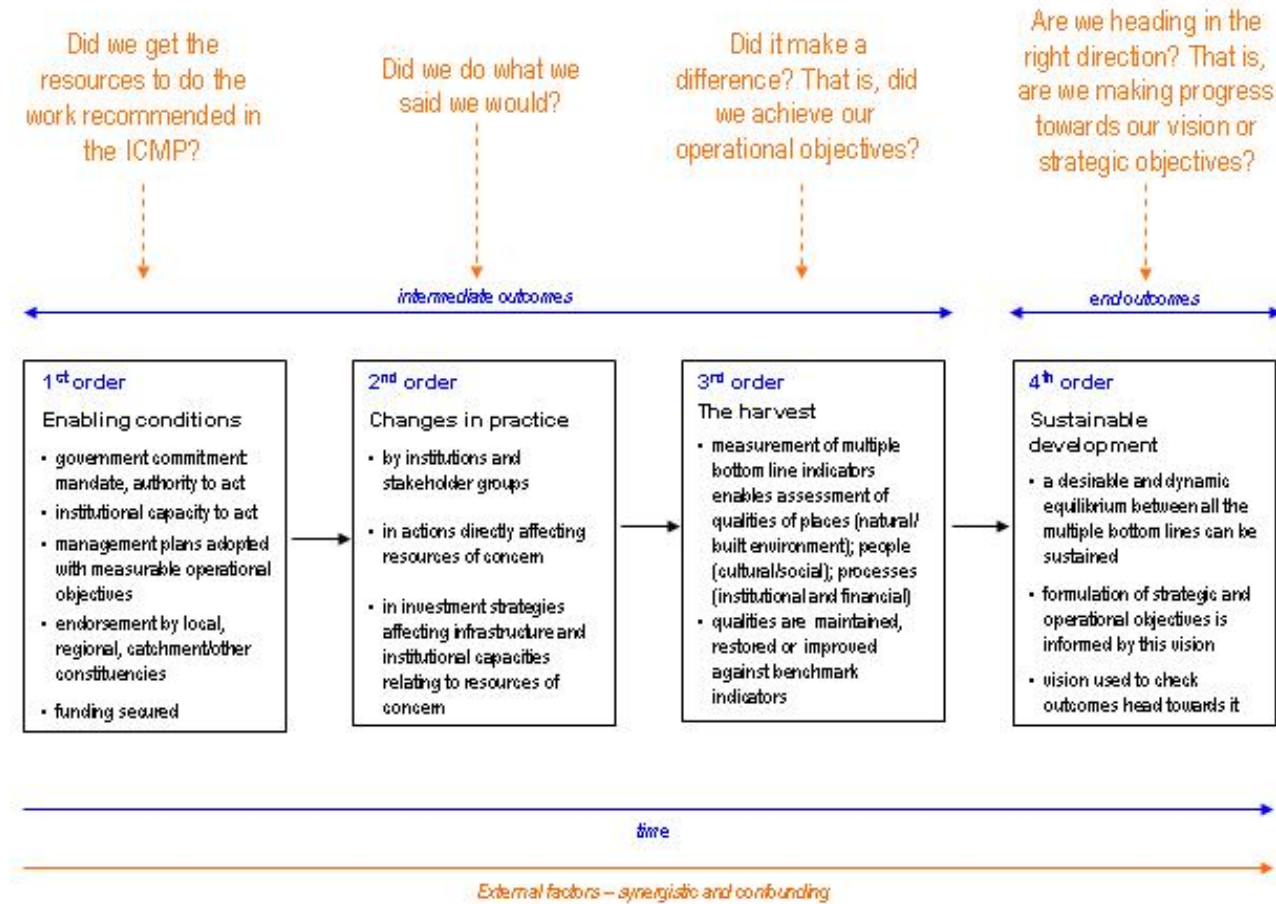 Did we get the
resources to do the
work recommended in
the ICMP?
Did we do what we
said we would?
Did it make a
difference? That is, did
we achieve our
operational objectives?
Are we heading in the
right direction? That is,
are we making progress
towards our vision or
strategic objectives?
intermediate outcomes
end outcomes
1st order
Enabling conditions
• government commitment:
mandate, authority to act
• institutional capacity to act
• management plans adopted
with measurable operational
objectives
• endorsement by local,
regional, catchment/other
constituencies
• funding secured
2nd order
Changes in practice
• by institutions and
stakeholder groups
• in actions directly affecting
resources of concern
• in investment strategies
affecting infrastructure and
institutional capacities
relating to resources of
concern
3rd order
The harvest
• measurement of multiple
bottom line indicators
enables assessment of
qualities of places (natural/
built environment); people
(cultural/social); processes
(institutional and financial)
• qualities are maintained,
restored or improved
against benchmark
indicators
4th order
Sustainable
development
• a desirable and dynamic
equilibrium between all the
multiple bottom lines can be
sustained
• formulation of strategic and
operational objectives is
informed by this vision
• vision used to check
outcomes head towards it
time
External factors – synergistic and confounding